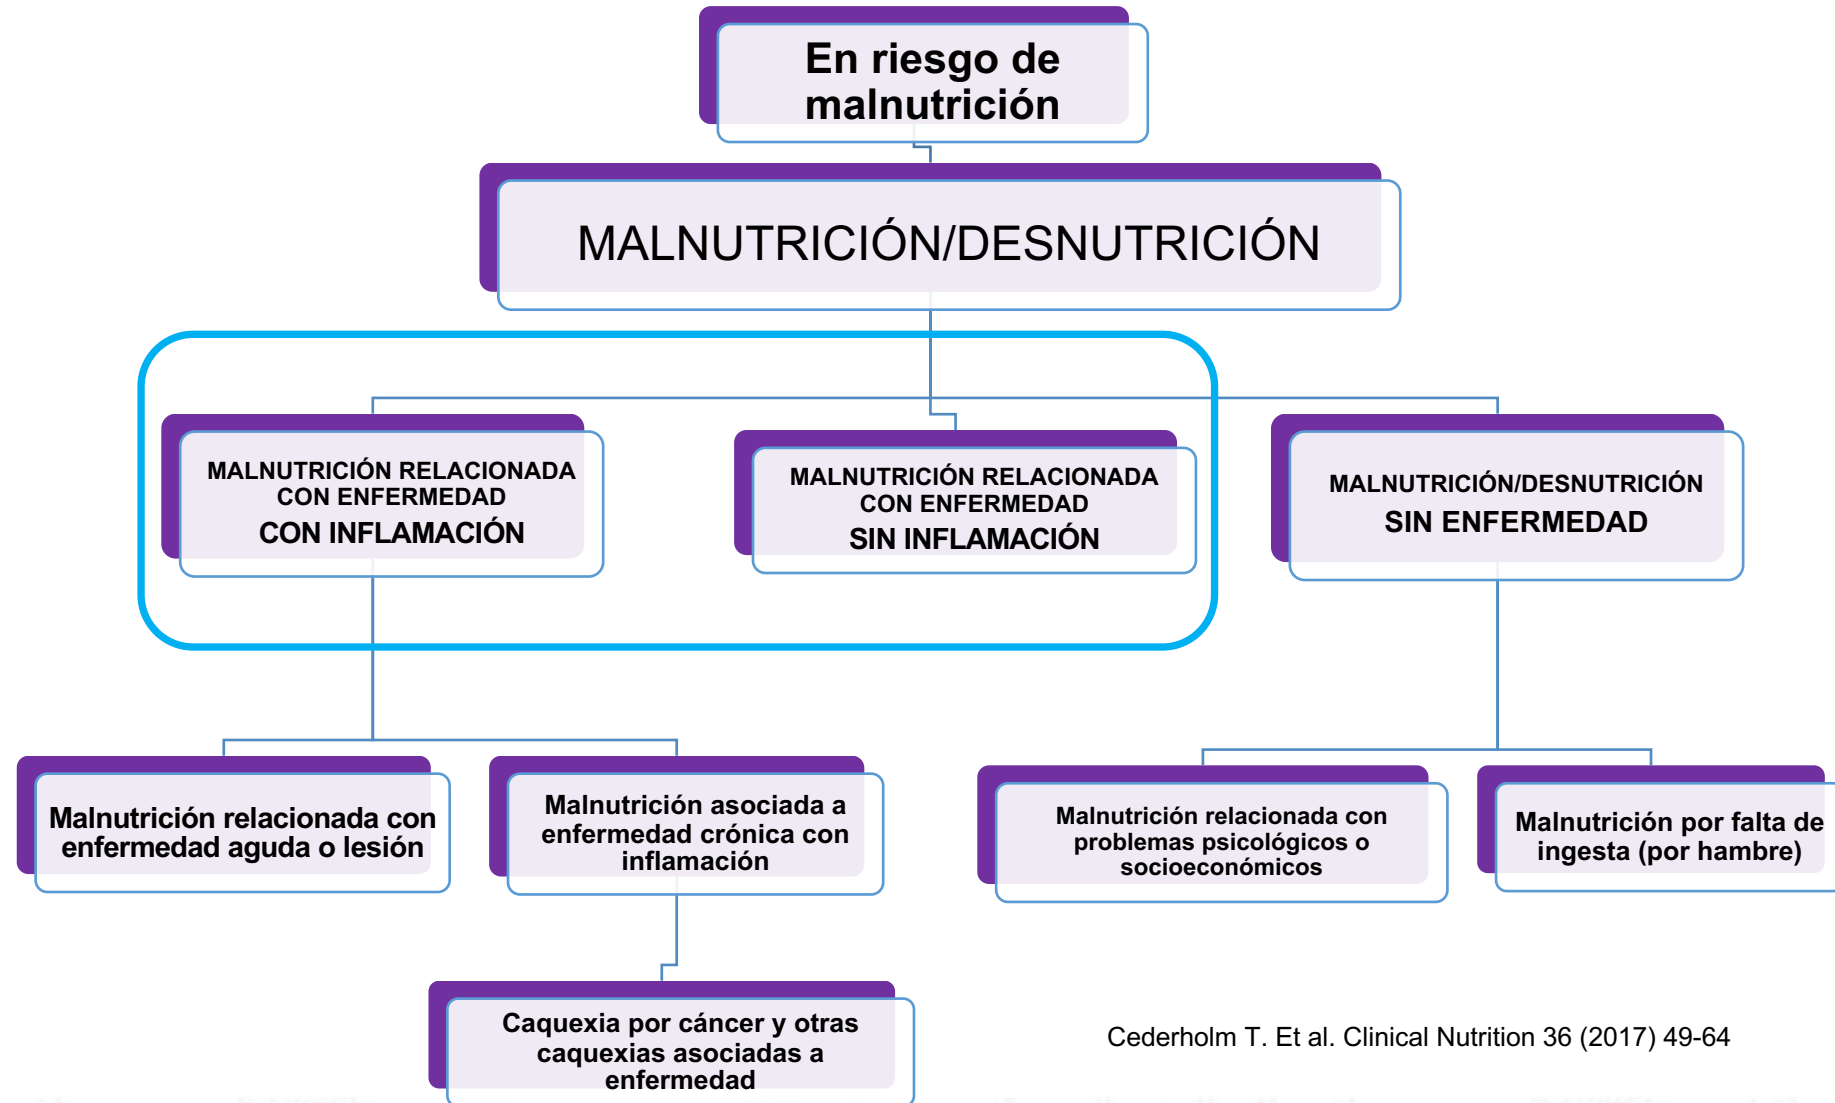 En riesgo de
malnutrición
MALNUTRICIÓN/DESNUTRICIÓN
MALNUTRICIÓN RELACIONADA
CON ENFERMEDAD
CON INFLAMACIÓN
MALNUTRICIÓN RELACIONADA
CON ENFERMEDAD
SIN INFLAMACIÓN
MALNUTRICIÓN/DESNUTRICIÓN
SIN ENFERMEDAD
Malnutrición relacionada con
enfermedad aguda o lesión
Malnutrición asociada a
enfermedad crónica con
inflamación
Malnutrición relacionada con
problemas psicológicos o
socioeconómicos
Malnutrición por falta de
ingesta (por hambre)
Caquexia por cáncer y otras
caquexias asociadas a
enfermedad
Cederholm T. Et al. Clinical Nutrition 36 (2017) 49-64